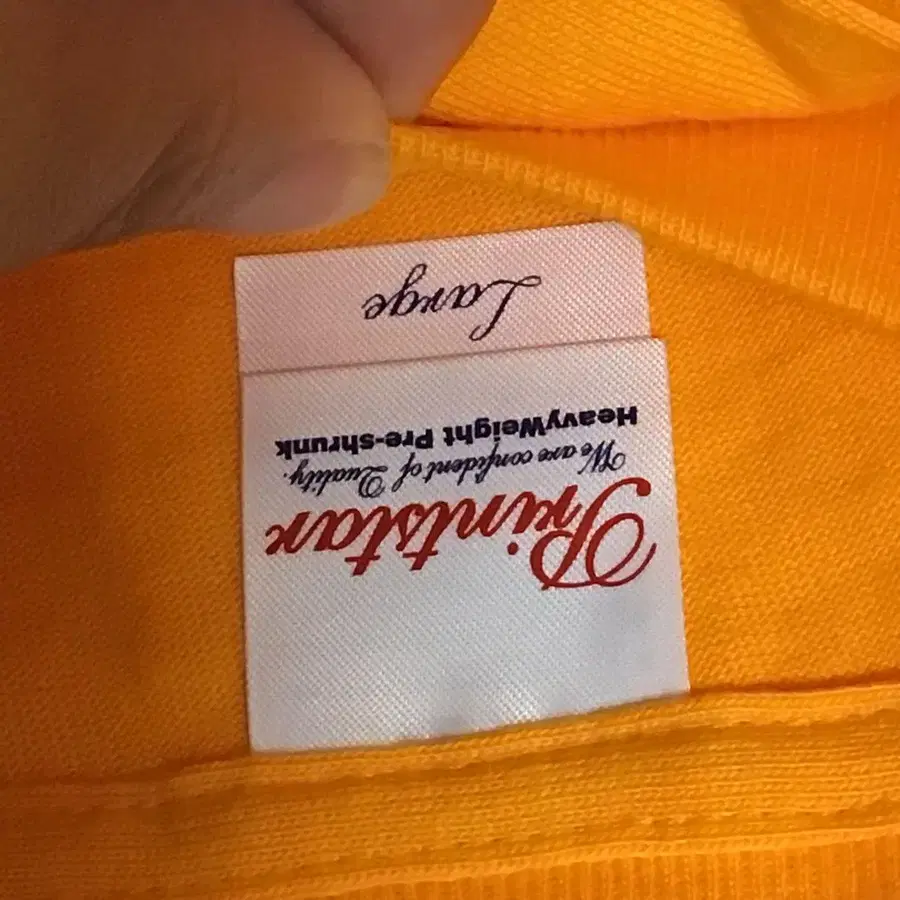 Printstar
We are confident of Quality.
HeavyWeight Pre-shrunk
Large